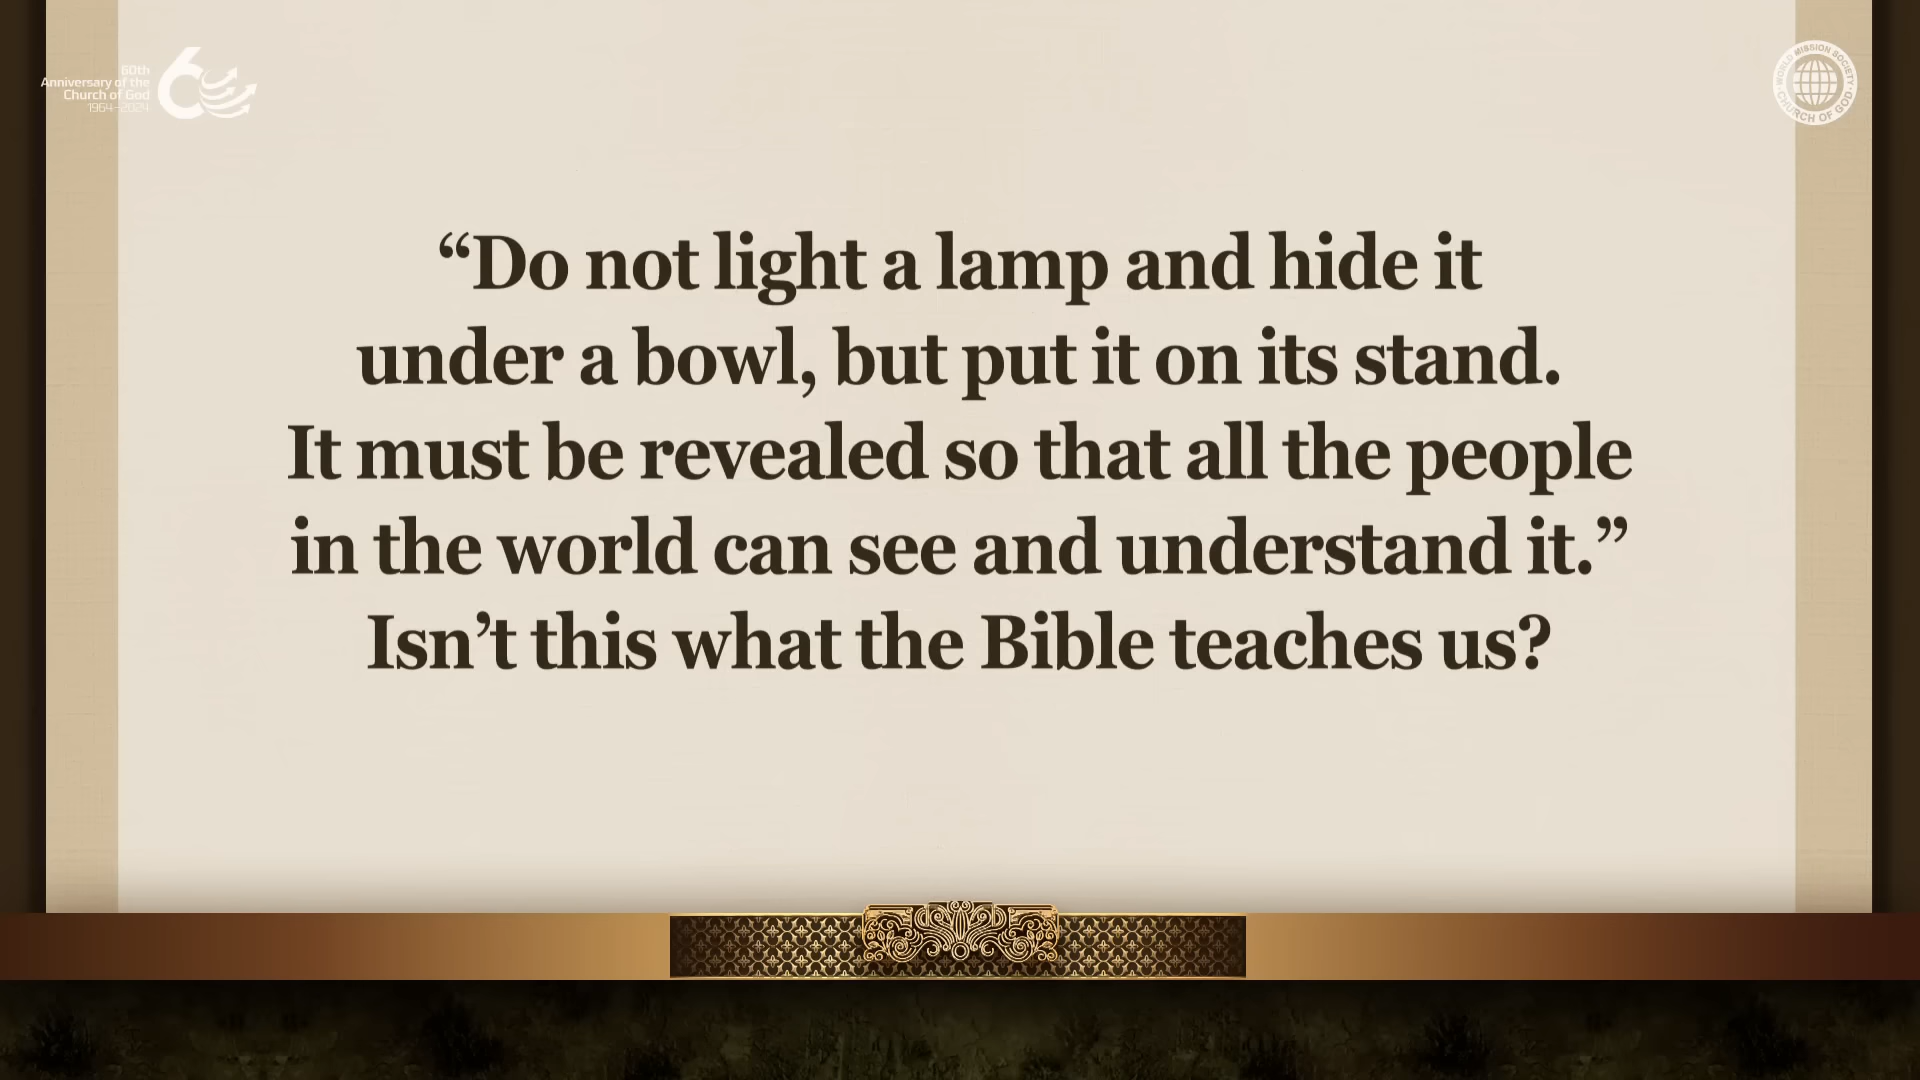 60th
Anniversary of the
Church of God
1964–2024
WORLD MISSION SOCIETY
CHURCH OF GOD
“Do not light a lamp and hide it
under a bowl, but put it on its stand.
It must be revealed so that all the people
in the world can see and understand it.”
Isn’t this what the Bible teaches us?